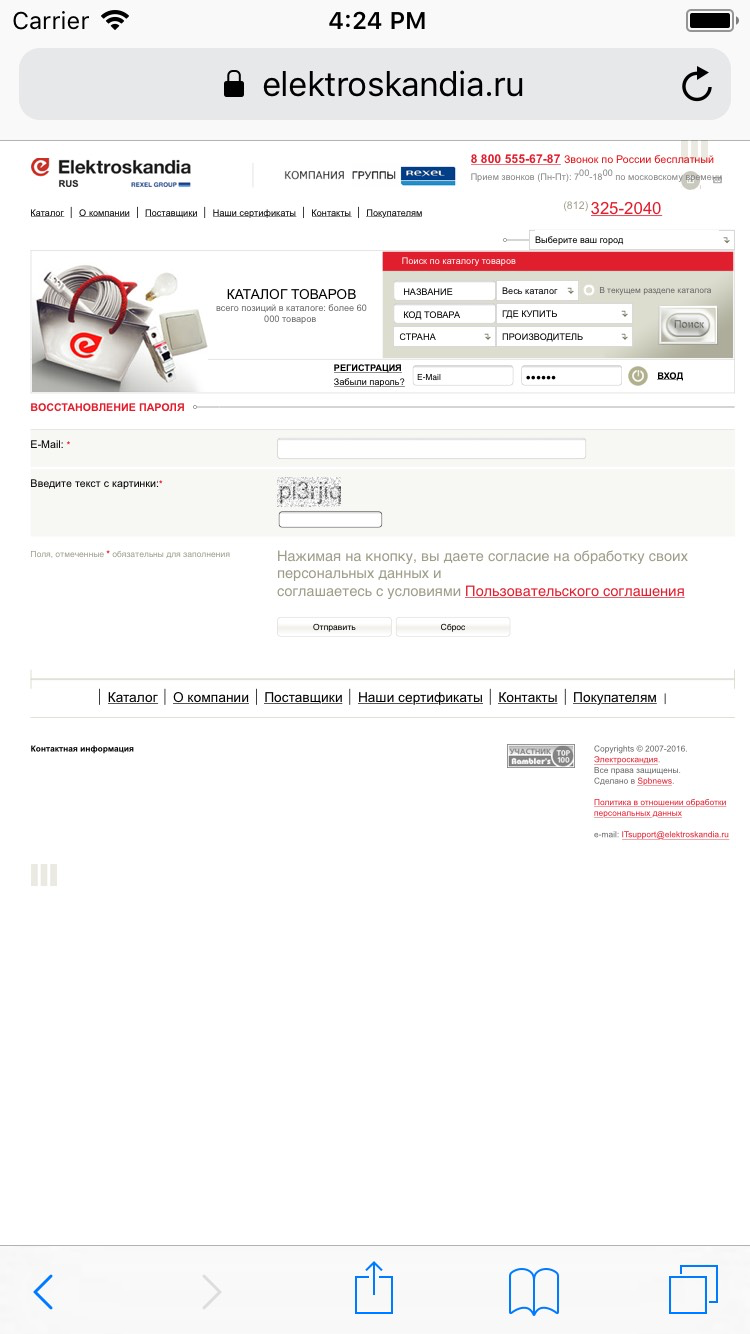 Carrier
4:24 PM
elektroskandia.ru
Elektroskandia
RUS
REXEL GROUP
КОМПАНИЯ ГРУППЫ REXEL
8 800 555-67-87 Звонок по России бесплатный
Прием звонков (Пн-Пт): 700-1800 по московскому времени
(812) 325-2040
Каталог
О компании
Поставщики
Наши сертификаты
Контакты
Покупателям
Выберите ваш город
КАТАЛОГ ТОВАРОВ
всего позиций в каталоге: более 60
000 товаров
Поиск по каталогу товаров
НАЗВАНИЕ
Весь каталог
В текущем разделе каталога
КОД ТОВАРА
ГДЕ КУПИТЬ
Поиск
СТРАНА
ПРОИЗВОДИТЕЛЬ
РЕГИСТРАЦИЯ
Забыли пароль?
E-Mail
••••••
ВХОД
ВОССТАНОВЛЕНИЕ ПАРОЛЯ
E-Mail: *
Введите текст с картинки:*
pi3rjiq
Поля, отмеченные * обязательны для заполнения
Нажимая на кнопку, вы даете согласие на обработку своих
персональных данных и
соглашаетесь с условиями Пользовательского соглашения
Отправить
Сброс
Каталог
О компании
Поставщики
Наши сертификаты
Контакты
Покупателям
Контактная информация
УЧАСТНИК
Rambler's
TOP
100
Copyrights © 2007-2016.
Электроскандия.
Все права защищены.
Сделано в Spbnews.
Политика в отношении обработки
персональных данных
e-mail: ITsupport@elektroskandia.ru